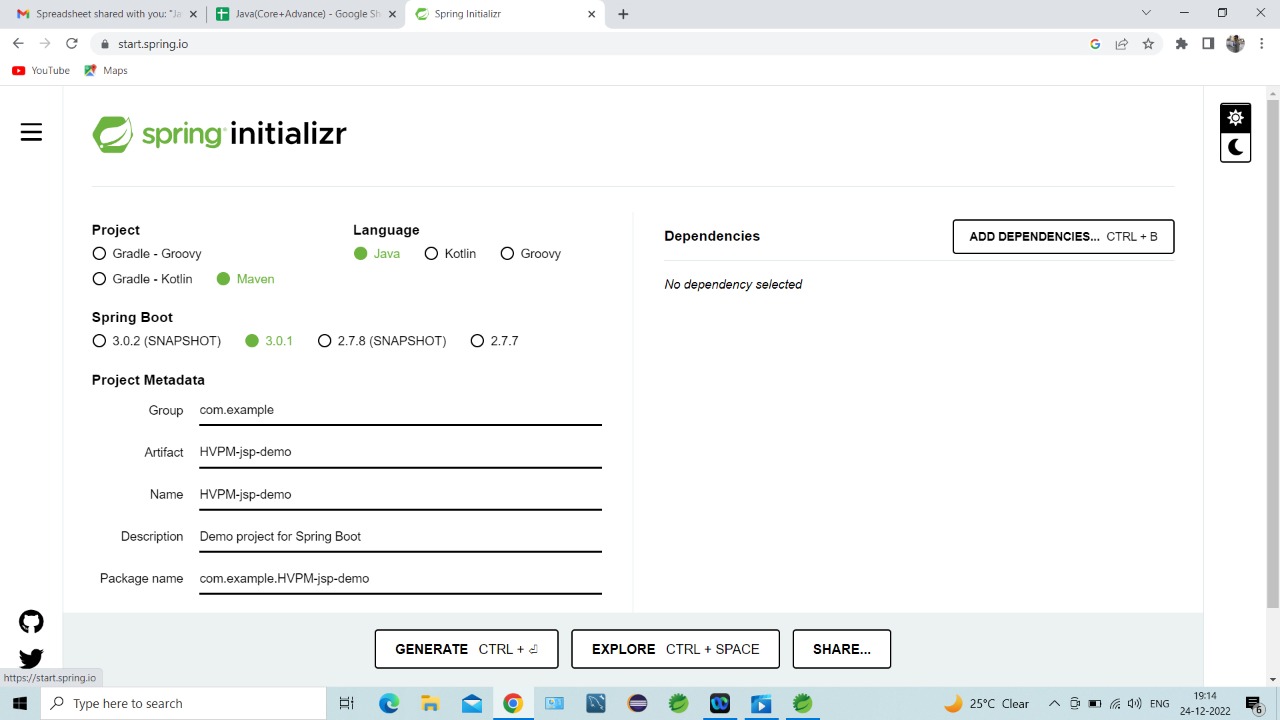 Spreadsheet shared with you: "Ja
Java(Core+Advance) - Google Sh
Spring Initializr
start.spring.io
YouTube
Maps
spring initializr
Project
Language
Dependencies
ADD DEPENDENCIES... CTRL + B
Gradle - Groovy
Java
Kotlin
Groovy
Gradle - Kotlin
Maven
No dependency selected
Spring Boot
3.0.2 (SNAPSHOT)
3.0.1
2.7.8 (SNAPSHOT)
2.7.7
Project Metadata
Group com.example
Artifact HVPM-jsp-demo
Name HVPM-jsp-demo
Description Demo project for Spring Boot
Package name com.example.HVPM-jsp-demo
GENERATE CTRL + ⏎
EXPLORE CTRL + SPACE
SHARE...
https://start.spring.io
Type here to search
25°C Clear
ENG
19:14
24-12-2022
6